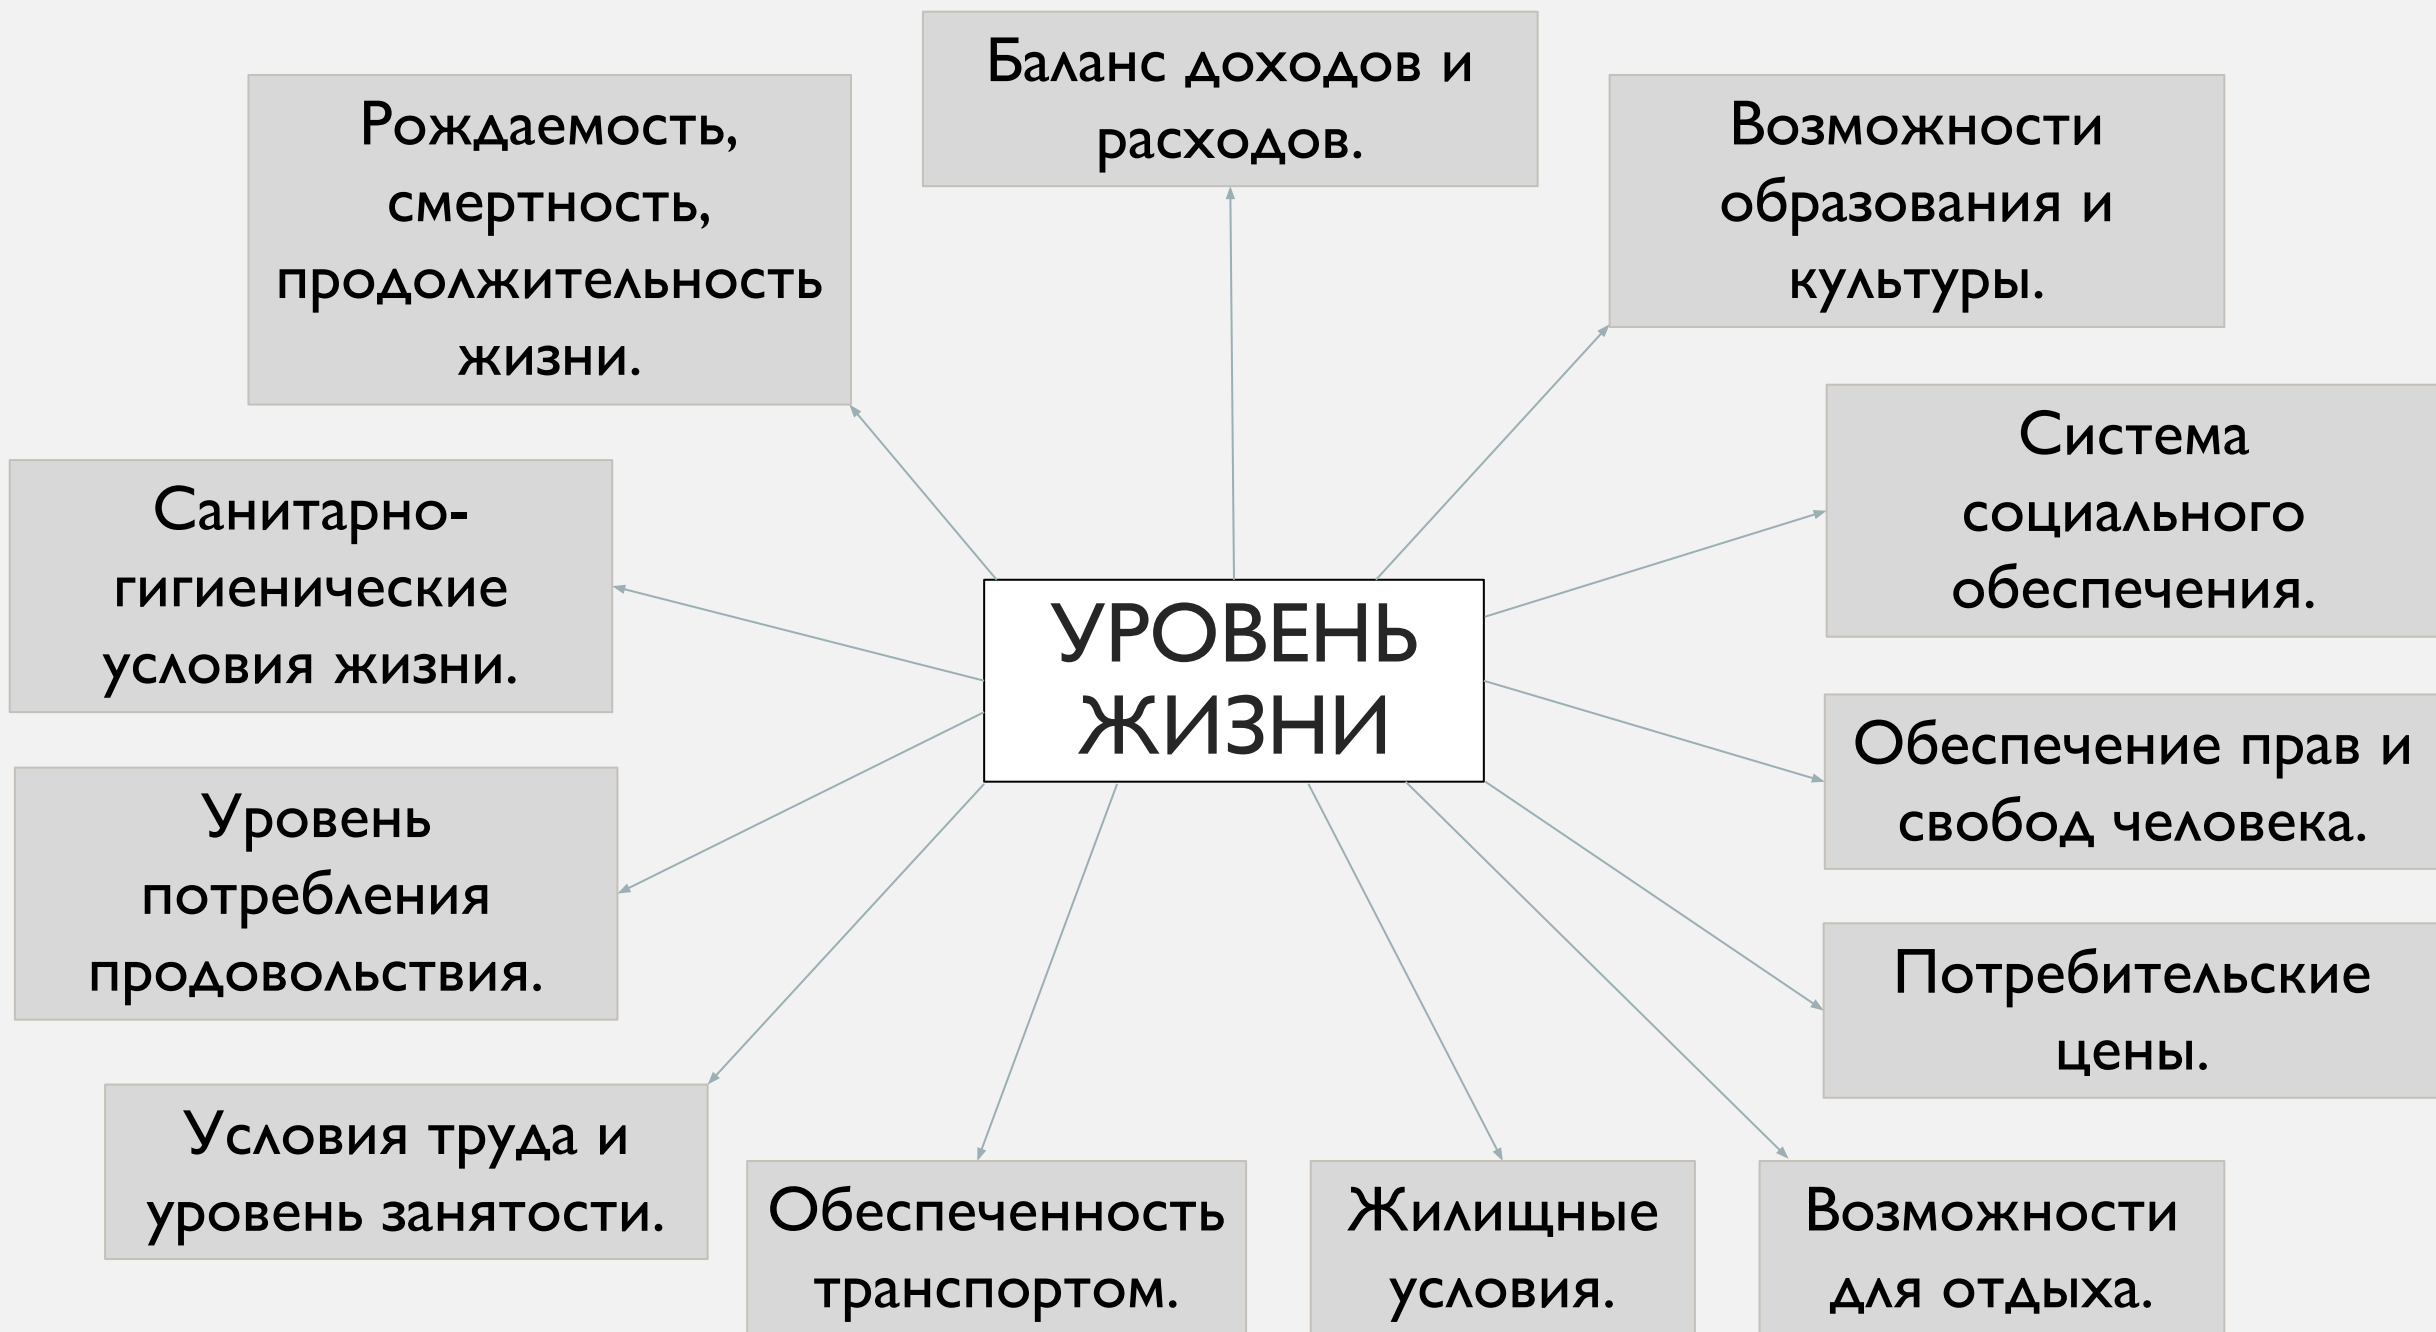 Баланс доходов и
расходов.
Рождаемость,
смертность,
продолжительность
жизни.
Возможности
образования и
культуры.
Система
социального
обеспечения.
Санитарно-
гигиенические
условия жизни.
УРОВЕНЬ
ЖИЗНИ
Обеспечение прав и
свобод человека.
Уровень
потребления
продовольствия.
Потребительские
цены.
Условия труда и
уровень занятости.
Обеспеченность
транспортом.
Жилищные
условия.
Возможности
для отдыха.